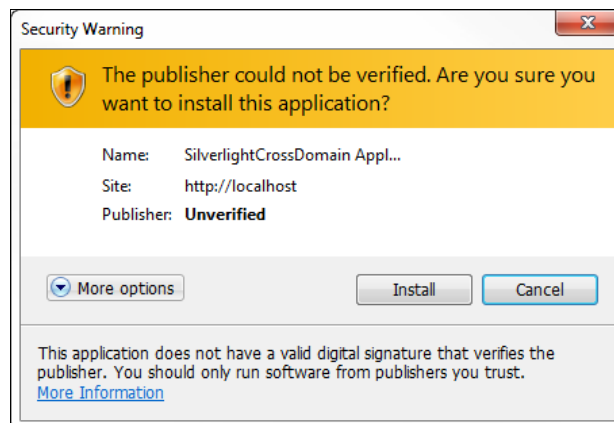 Security Warning
The publisher could not be verified. Are you sure you
want to install this application?
Name: SilverlightCrossDomain Appl...
Site: http://localhost
Publisher: Unverified
More options
Install
Cancel
This application does not have a valid digital signature that verifies the
publisher. You should only run software from publishers you trust.
More Information